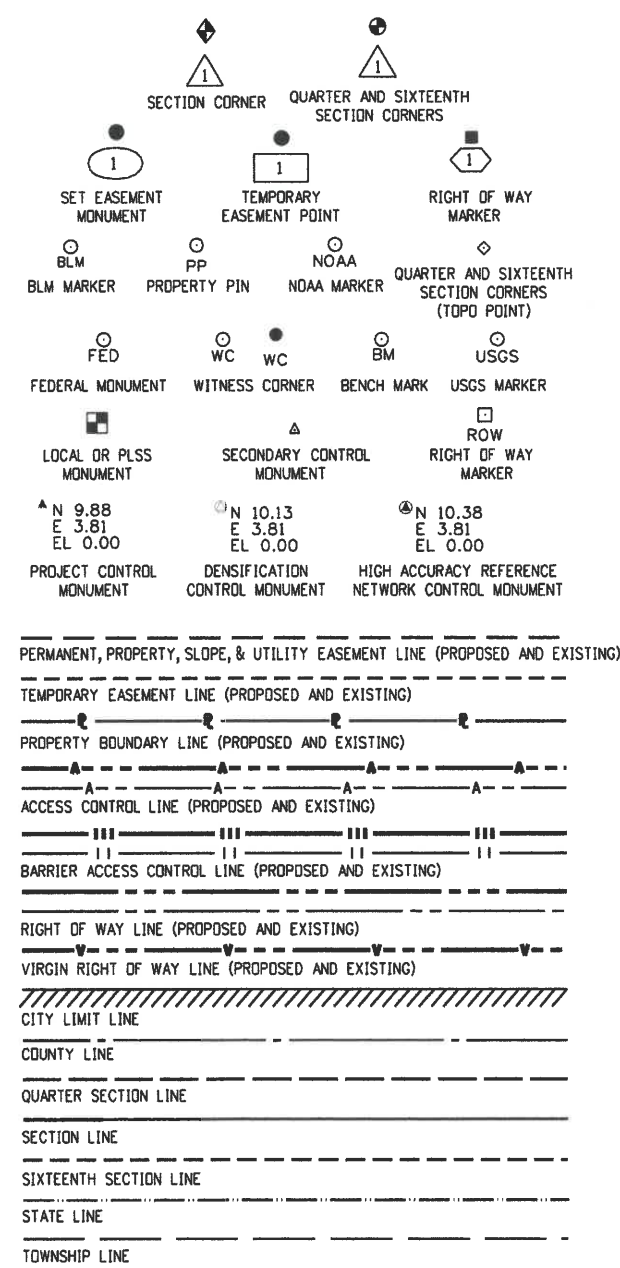 1
1
SECTION CORNER
QUARTER AND SIXTEENTH
SECTION CORNERS
1
1
1
SET EASEMENT
MONUMENT
TEMPORARY
EASEMENT POINT
RIGHT OF WAY
MARKER
BLM
BLM MARKER
PP
PROPERTY PIN
NOAA
NOAA MARKER
QUARTER AND SIXTEENTH
SECTION CORNERS
(TOPO POINT)
FED
FEDERAL MONUMENT
WC
WC
WITNESS CORNER
BM
BENCH MARK
USGS
USGS MARKER
LOCAL OR PLSS
MONUMENT
SECONDARY CONTROL
MONUMENT
ROW
RIGHT OF WAY
MARKER
N 9.88
E 3.81
EL 0.00
PROJECT CONTROL
MONUMENT
N 10.13
E 3.81
EL 0.00
DENSIFICATION
CONTROL MONUMENT
N 10.38
E 3.81
EL 0.00
HIGH ACCURACY REFERENCE
NETWORK CONTROL MONUMENT
PERMANENT, PROPERTY, SLOPE, & UTILITY EASEMENT LINE (PROPOSED AND EXISTING)
TEMPORARY EASEMENT LINE (PROPOSED AND EXISTING)
PROPERTY BOUNDARY LINE (PROPOSED AND EXISTING)
A A A A
A A A A
ACCESS CONTROL LINE (PROPOSED AND EXISTING)
BARRIER ACCESS CONTROL LINE (PROPOSED AND EXISTING)
RIGHT OF WAY LINE (PROPOSED AND EXISTING)
V V V V
VIRGIN RIGHT OF WAY LINE (PROPOSED AND EXISTING)
CITY LIMIT LINE
COUNTY LINE
QUARTER SECTION LINE
SECTION LINE
SIXTEENTH SECTION LINE
STATE LINE
TOWNSHIP LINE